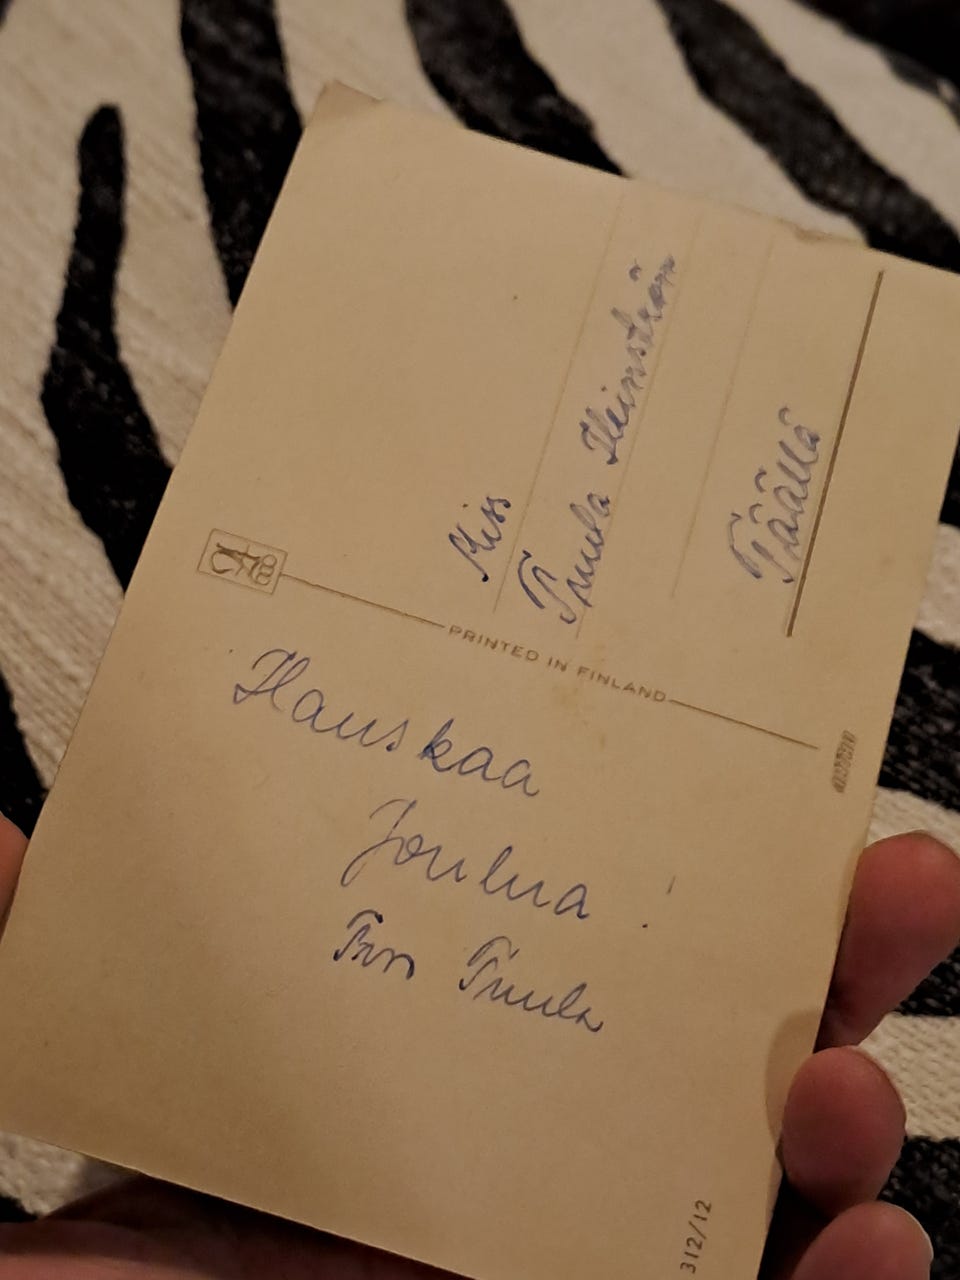 Hauskaa
Joulua!
Tuula
PRINTED IN FINLAND
Miss
Tuula Heinström
Täällä
312/12